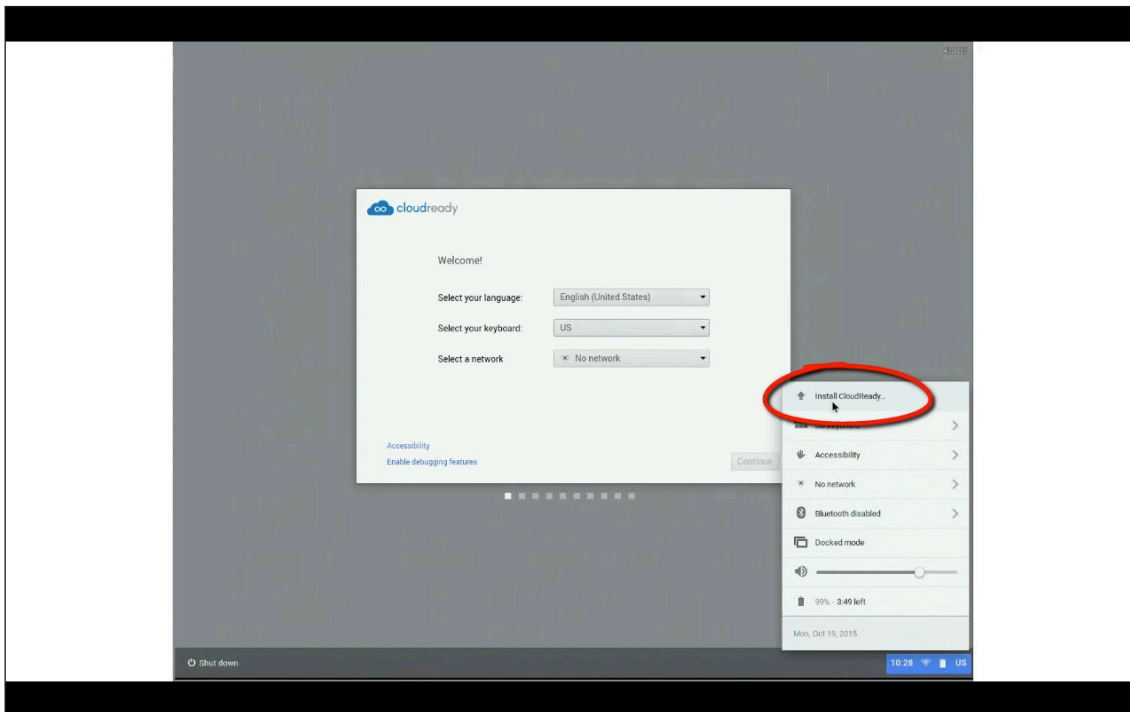 cloudready
Welcome!
Select your language: English (United States)
Select your keyboard: US
Select a network No network
Accessibility
Enable debugging features
Continue
Install CloudReady..
Accessibility
No network
Bluetooth disabled
Docked mode
99% - 3:49 left
Mon, Oct 19, 2015
Shut down
10:28 US